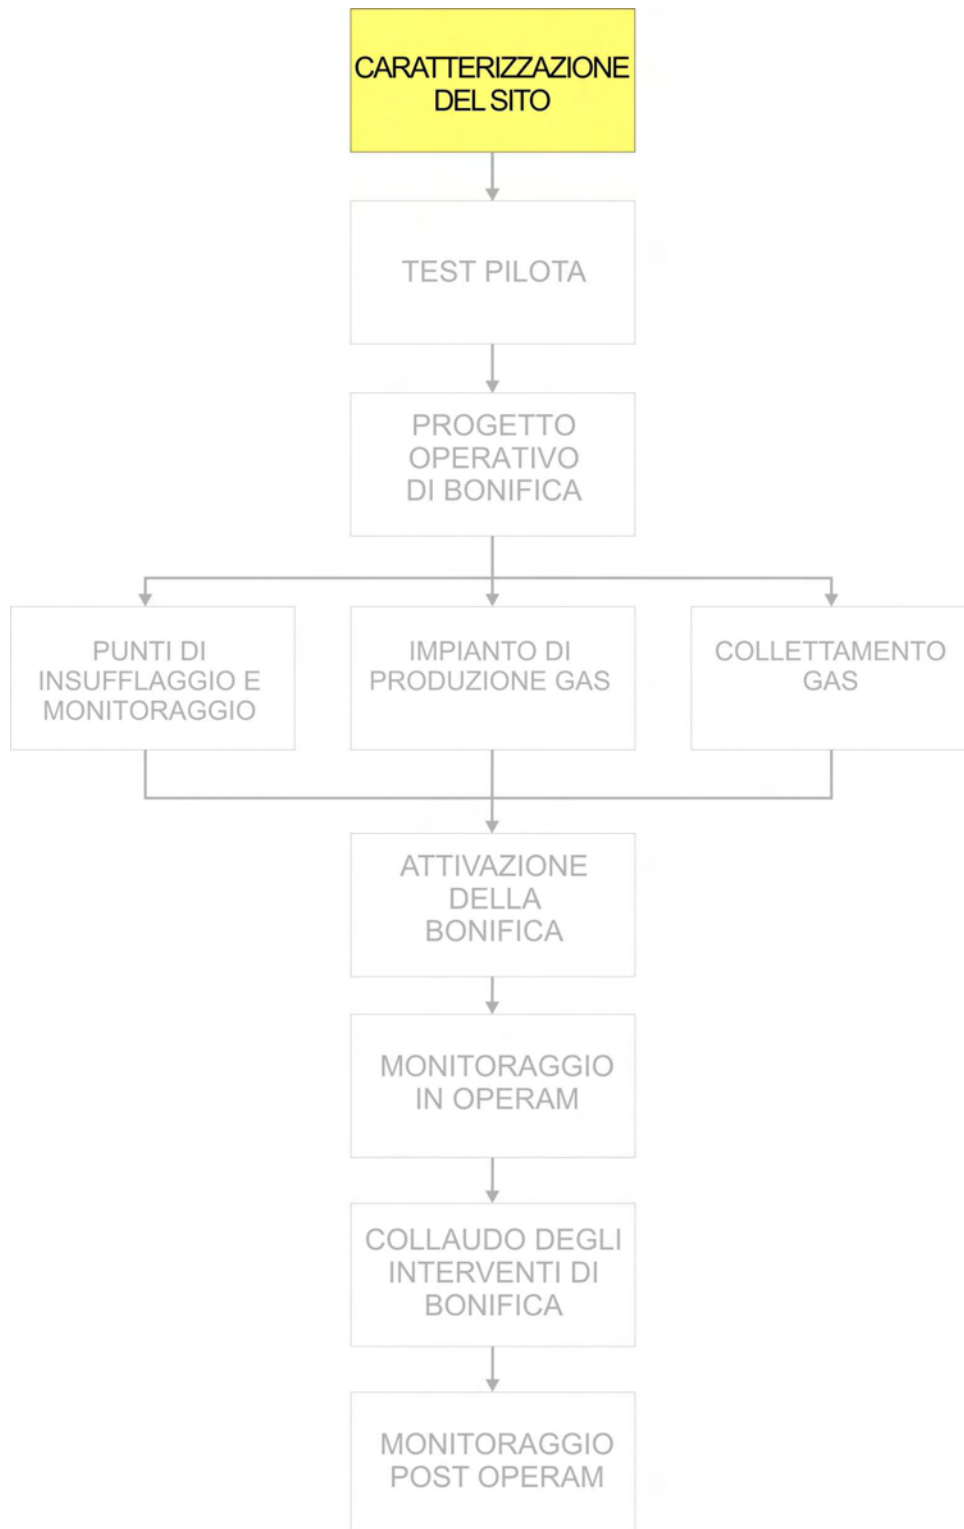 CARATTERIZZAZIONE
DEL SITO
TEST PILOTA
PROGETTO
OPERATIVO
DI BONIFICA
PUNTI DI
INSUFFLAGGIO E
MONITORAGGIO
IMPIANTO DI
PRODUZIONE GAS
COLLETTAMENTO
GAS
ATTIVAZIONE
DELLA
BONIFICA
MONITORAGGIO
IN OPERAM
COLLAUDO DEGLI
INTERVENTI DI
BONIFICA
MONITORAGGIO
POST OPERAM